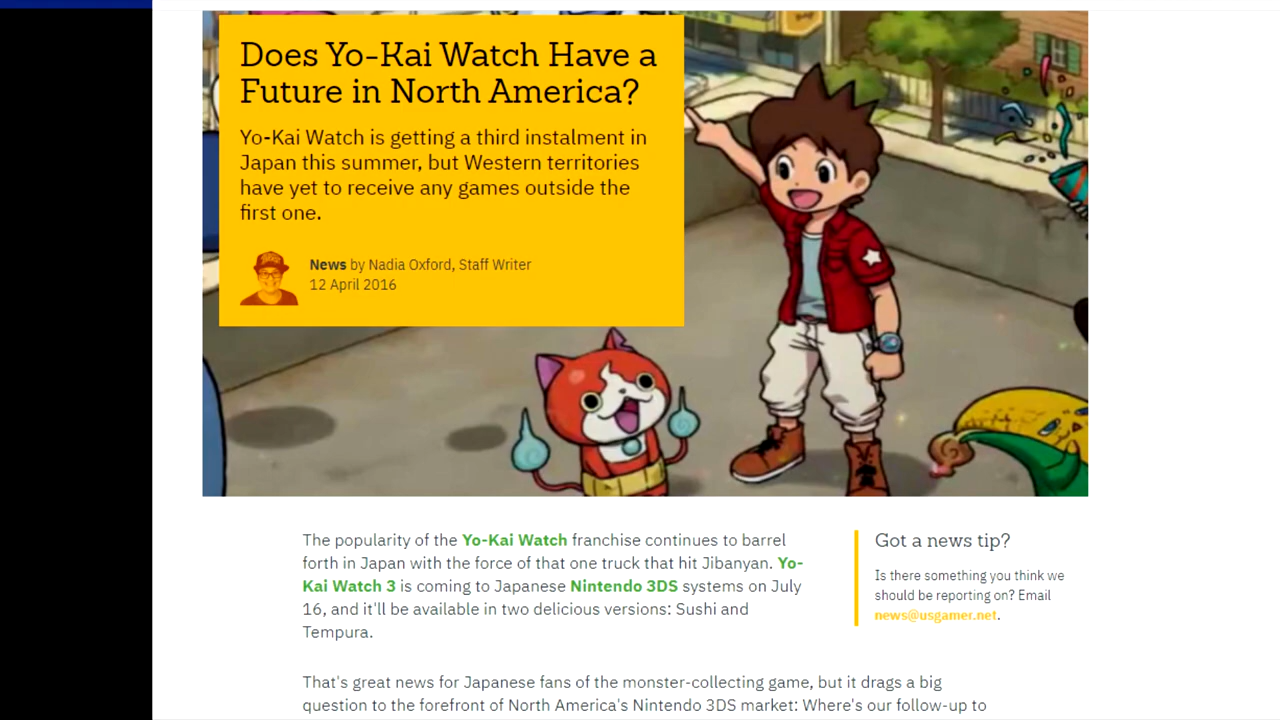 Does Yo-Kai Watch Have a
Future in North America?
Yo-Kai Watch is getting a third instalment in
Japan this summer, but Western territories
have yet to receive any games outside the
first one.
News by Nadia Oxford, Staff Writer
12 April 2016
The popularity of the Yo-Kai Watch franchise continues to barrel
forth in Japan with the force of that one truck that hit Jibanyan. Yo-
Kai Watch 3 is coming to Japanese Nintendo 3DS systems on July
16, and it'll be available in two delicious versions: Sushi and
Tempura.
That's great news for Japanese fans of the monster-collecting game, but it drags a big
question to the forefront of North America's Nintendo 3DS market: Where's our follow-up to
Got a news tip?
Is there something you think we
should be reporting on? Email
news@usgamer.net.